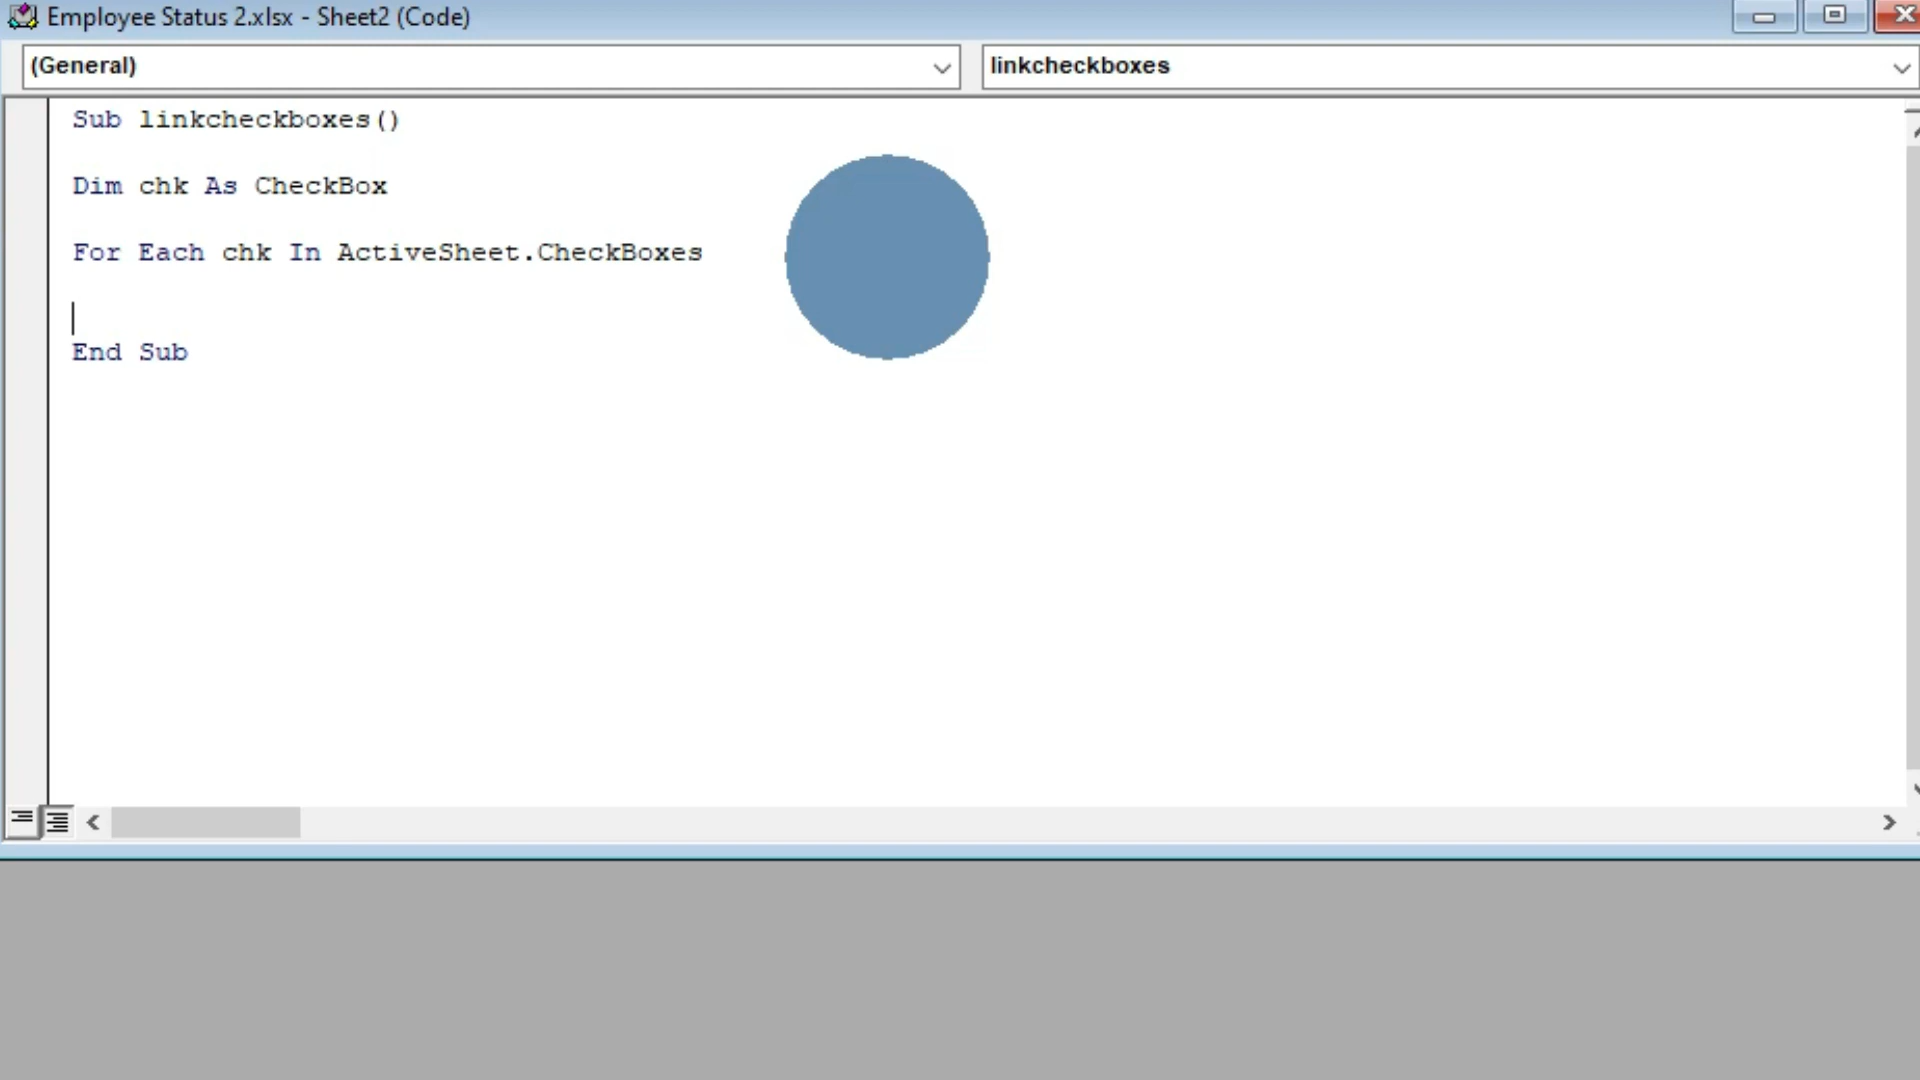 Employee Status 2.xlsx - Sheet2 (Code)
(General)
linkcheckboxes
Sub linkcheckboxes()
Dim chk As CheckBox
For Each chk In ActiveSheet.CheckBoxes
End Sub